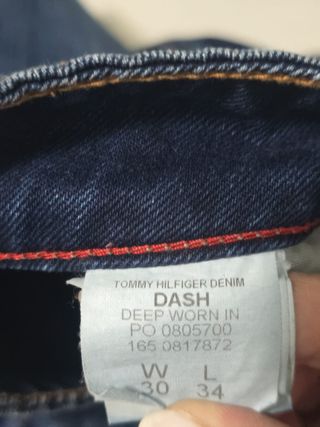 TOMMY HILFIGER DENIM
DASH
DEEP WORN IN
PO 0805700
165 0817872
W L
30 34